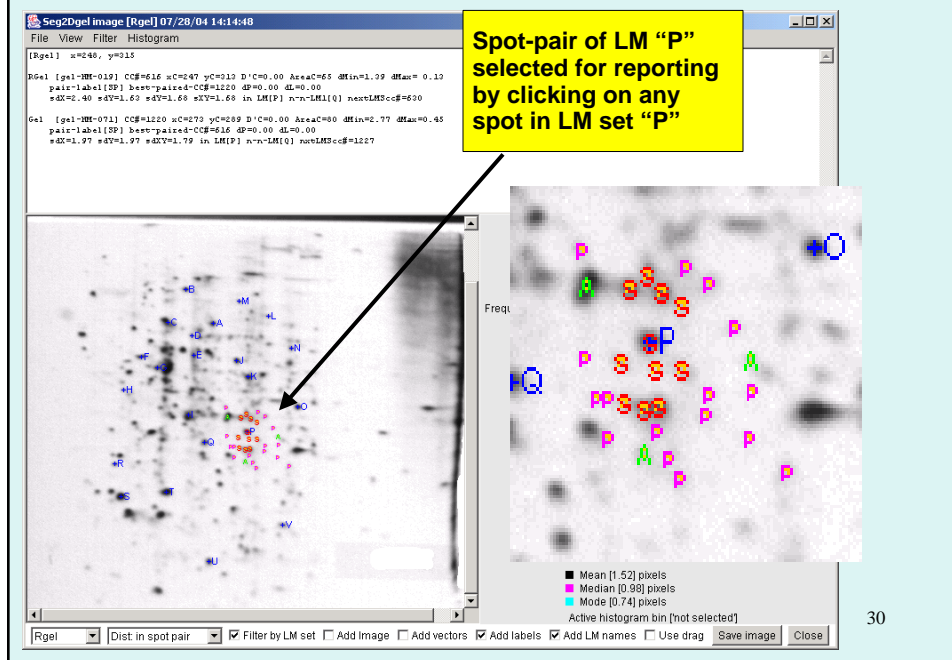 Seg2Dgel image [Rgel] 07/28/04 14:14:48
File View Filter Histogram
[Rgel] x=248, y=315
RGel [gel-HM-019] CC#=616 xC=247 yC=313 D'C=0.00 AreaC=65 dMin=1.39 dMax= 0.13
pair-label[SP] best-paired-CC#=1220 dP=0.00 dL=0.00
sdX=2.40 sdY=1.63 sdY=1.68 sXY=1.68 in LM[P] n-n-LM1[Q] nextLMScc#=630
Gel [gel-HM-071] CC#=1220 xC=273 yC=289 D'C=0.00 AreaC=80 dMin=2.77 dMax=0.45
pair-label[SP] best-paired-CC#=616 dP=0.00 dL=0.00
sdX=1.97 sdY=1.97 sdXY=1.79 in LM[P] n-n-LM[Q] nxtLMScc#=1227
Spot-pair of LM “P”
selected for reporting
by clicking on any
spot in LM set “P”
+B
+M
+L
+C
+A
+D
+F
+E
+J
+N
+G
+K
+H
+I
+O
+P
+Q
+R
+S
+T
+V
+U
Frequ
P
+O
A
S
S
S
S
S
P
P
P
+P
S
P
S
S
S
A
+Q
P
P
P
P
S
S
S
P
P
P
P
P
A
P
P
P
Mean [1.52] pixels
Median [0.98] pixels
Mode [0.74] pixels
Active histogram bin ['not selected']
Rgel Dist: in spot pair Filter by LM set Add Image Add vectors Add labels Add LM names Use drag Save image Close
30